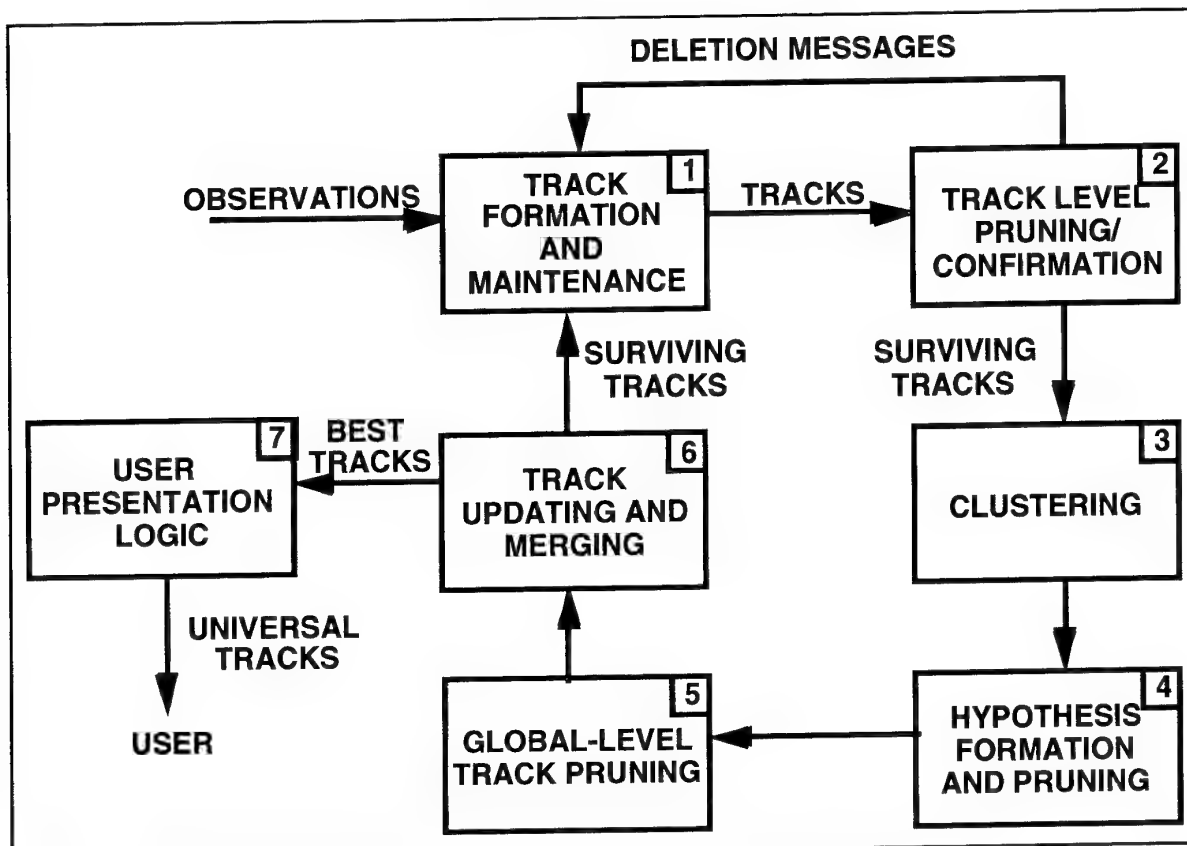 DELETION MESSAGES
OBSERVATIONS
1
TRACK
FORMATION
AND
MAINTENANCE
TRACKS
2
TRACK LEVEL
PRUNING/
CONFIRMATION
SURVIVING
TRACKS
SURVIVING
TRACKS
3
CLUSTERING
4
HYPOTHESIS
FORMATION
AND PRUNING
5
GLOBAL-LEVEL
TRACK PRUNING
6
TRACK
UPDATING AND
MERGING
BEST
TRACKS
7
USER
PRESENTATION
LOGIC
UNIVERSAL
TRACKS
USER